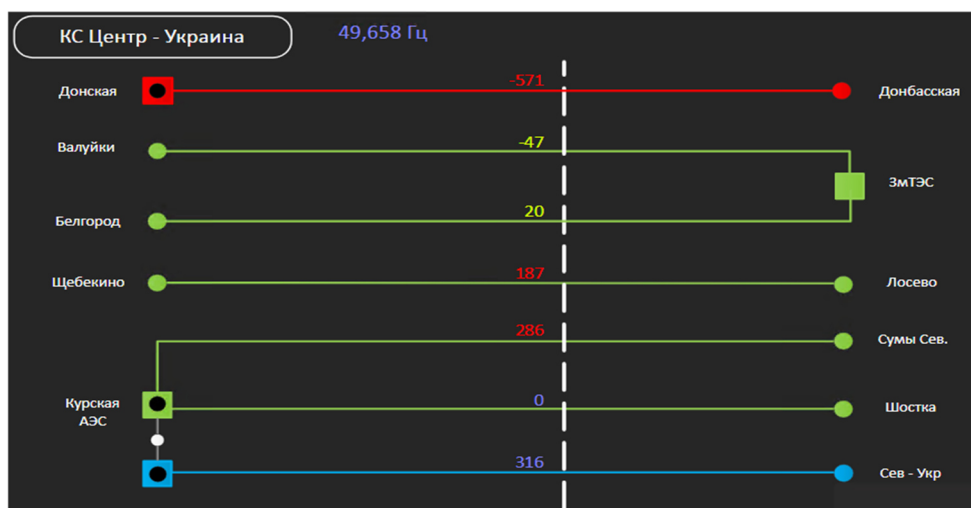 КС Центр - Украина
49,658 Гц
Донская
-571
Донбасская
Валуйки
-47
ЗмТЭС
Белгород
20
Щебекино
187
Лосево
286
Сумы Сев.
Курская
АЭС
0
Шостка
316
Сев - Укр